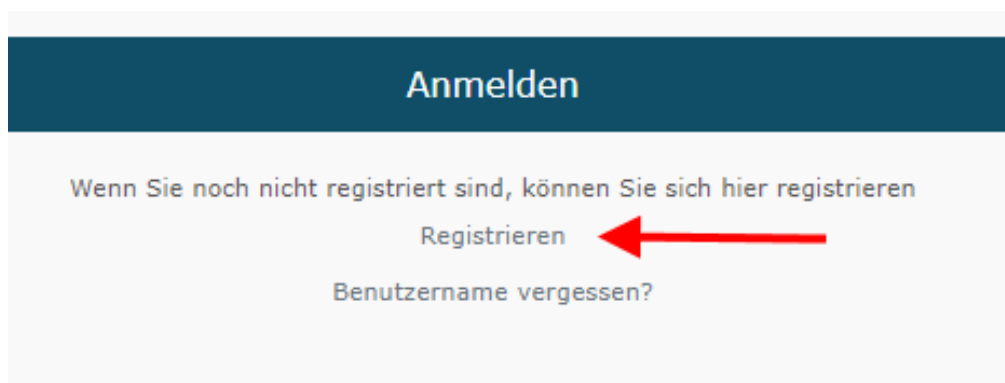 Anmelden
Wenn Sie noch nicht registriert sind, können Sie sich hier registrieren
Registrieren
Benutzername vergessen?